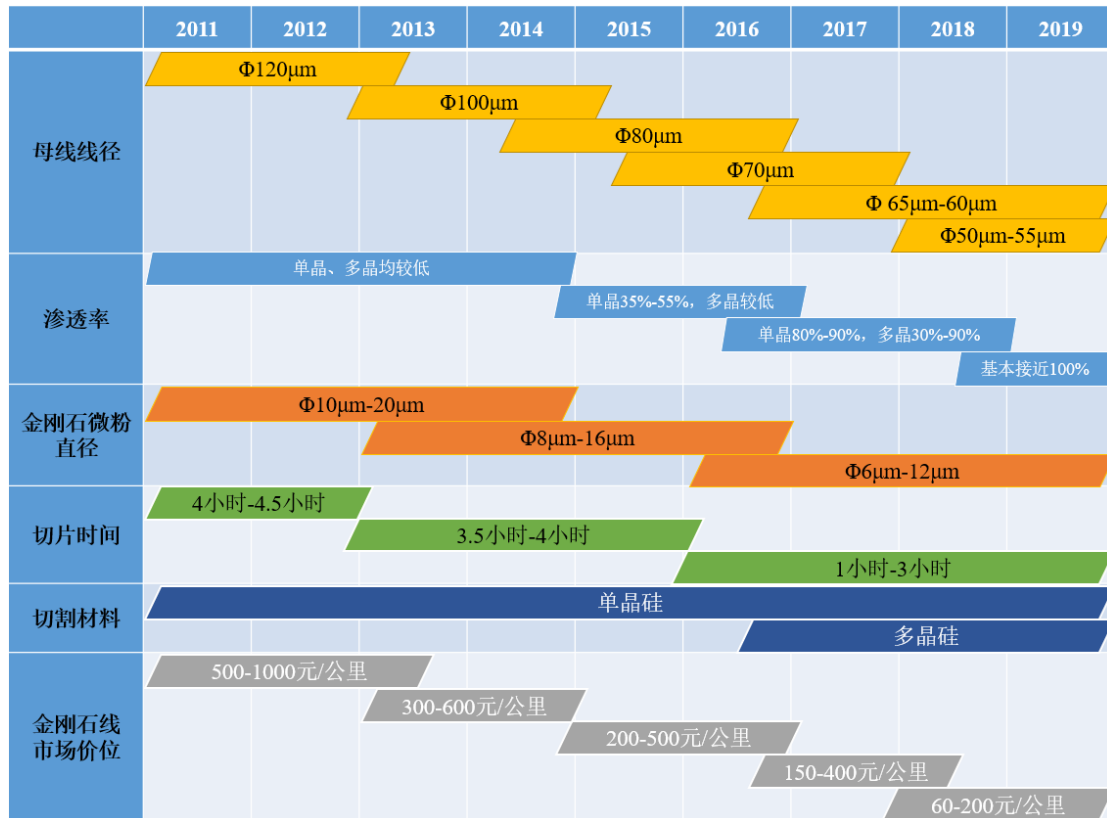 2011 2012 2013 2014 2015 2016 2017 2018 2019
母线线径
Φ120μm
Φ100μm
Φ80μm
Φ70μm
Φ 65μm-60μm
Φ50μm-55μm
渗透率
单晶、多晶均较低
单晶35%-55%，多晶较低
单晶80%-90%，多晶30%-90%
基本接近100%
金刚石微粉
直径
Φ10μm-20μm
Φ8μm-16μm
Φ6μm-12μm
切片时间
4小时-4.5小时
3.5小时-4小时
1小时-3小时
切割材料
单晶硅
多晶硅
金刚石线
市场价位
500-1000元/公里
300-600元/公里
200-500元/公里
150-400元/公里
60-200元/公里